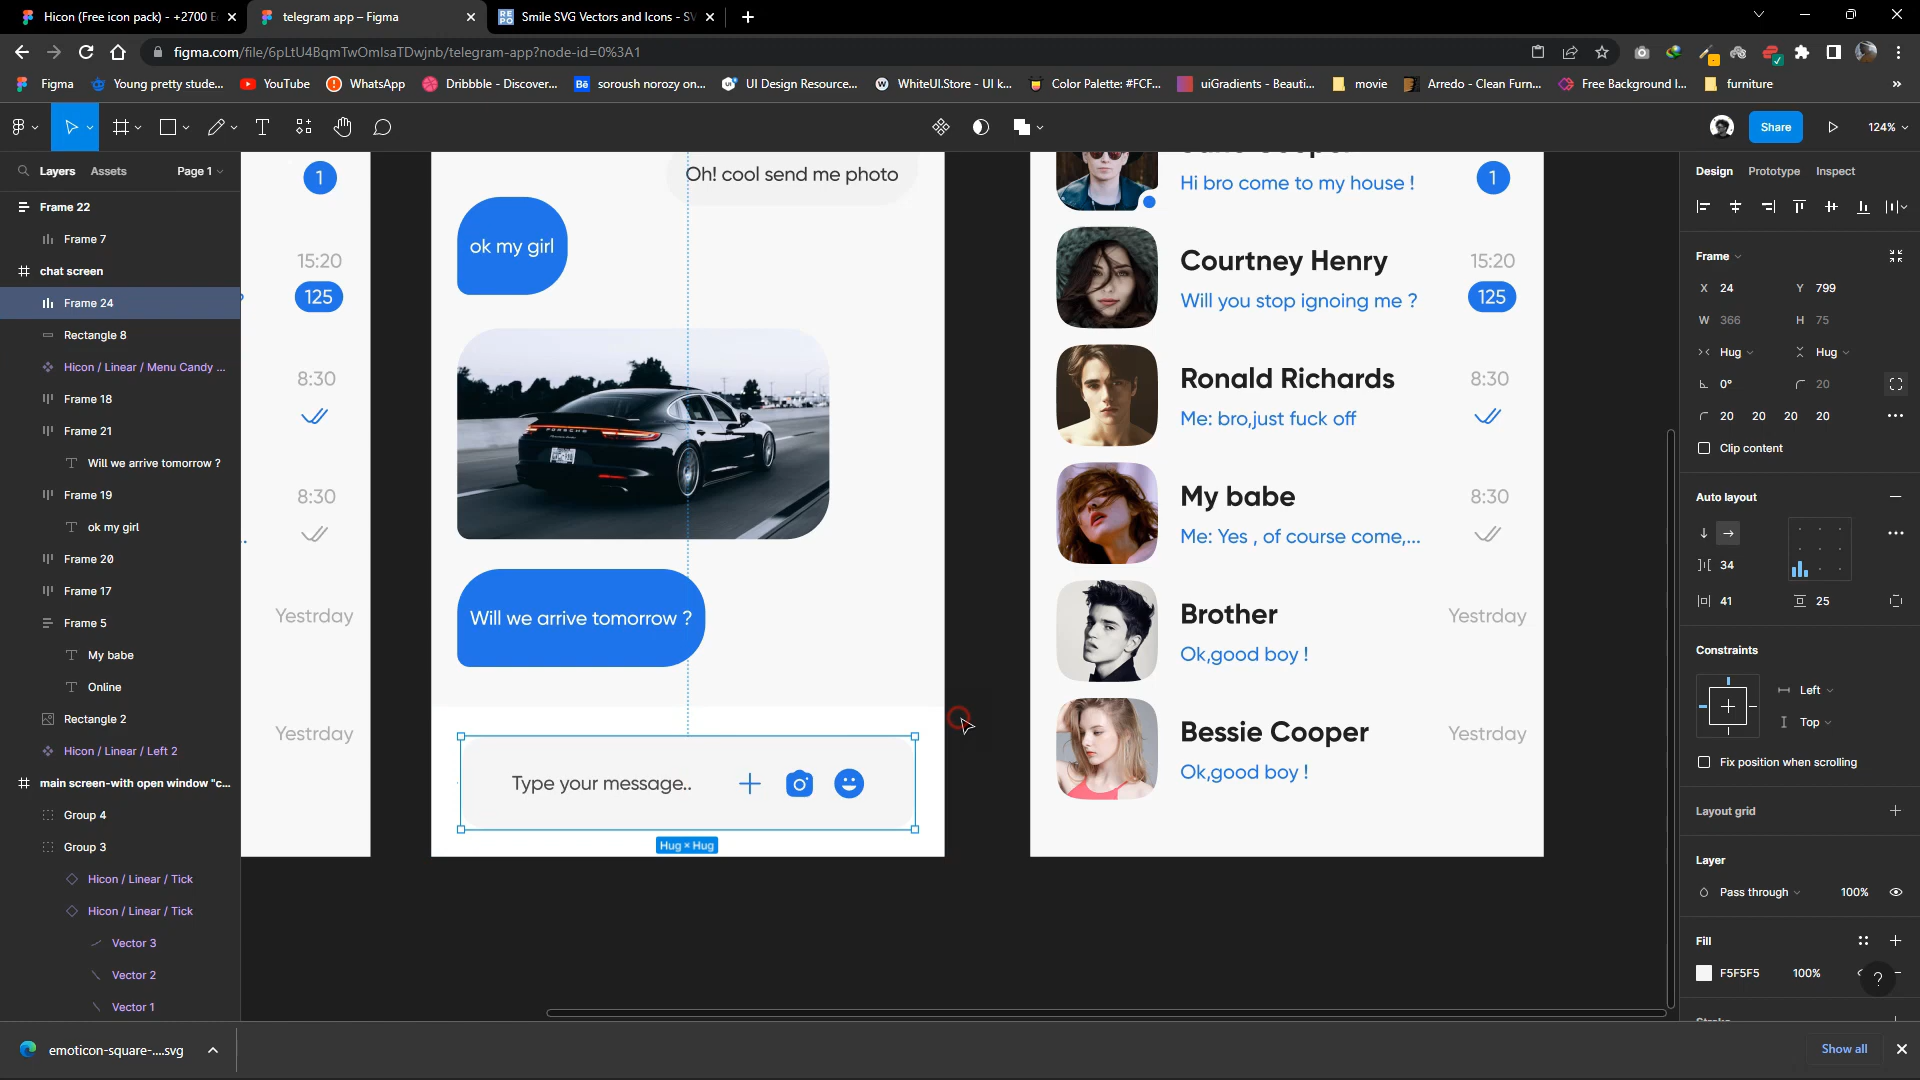 Hicon (Free icon pack) - +2700 E
telegram app – Figma
Smile SVG Vectors and Icons - SV
figma.com/file/6pLtU4BqmTwOmIsaTDwjnb/telegram-app?node-id=0%3A1
Figma
Young pretty stude...
YouTube
WhatsApp
Dribbble - Discover...
soroush norozy on...
UI Design Resource...
WhiteUI.Store - UI k...
Color Palette: #FCF...
uiGradients - Beauti...
movie
Arredo - Clean Furn...
Free Background I...
furniture
Share
124%
Layers
Assets
Page 1
Frame 22
Frame 7
chat screen
Frame 24
Rectangle 8
Hicon / Linear / Menu Candy ...
Frame 18
Frame 21
Will we arrive tomorrow ?
Frame 19
ok my girl
Frame 20
Frame 17
Frame 5
My babe
Online
Rectangle 2
Hicon / Linear / Left 2
main screen-with open window "c...
Group 4
Group 3
Hicon / Linear / Tick
Hicon / Linear / Tick
Vector 3
Vector 2
Vector 1
1
15:20
125
8:30
8:30
Yestrday
Yestrday
Oh! cool send me photo
ok my girl
Will we arrive tomorrow ?
Type your message..
Hug × Hug
Hi bro come to my house !
1
Courtney Henry
15:20
Will you stop ignoing me ?
125
Ronald Richards
8:30
Me: bro,just fuck off
My babe
8:30
Me: Yes , of course come,...
Brother
Yestrday
Ok,good boy !
Bessie Cooper
Yestrday
Ok,good boy !
Design
Prototype
Inspect
Frame
X 24
Y 799
W 366
H 75
Hug
Hug
0°
20
20 20 20 20
Clip content
Auto layout
34
41
25
Constraints
Left
Top
Fix position when scrolling
Layout grid
Layer
Pass through
100%
Fill
F5F5F5
100%
?
emoticon-square-....svg
Show all